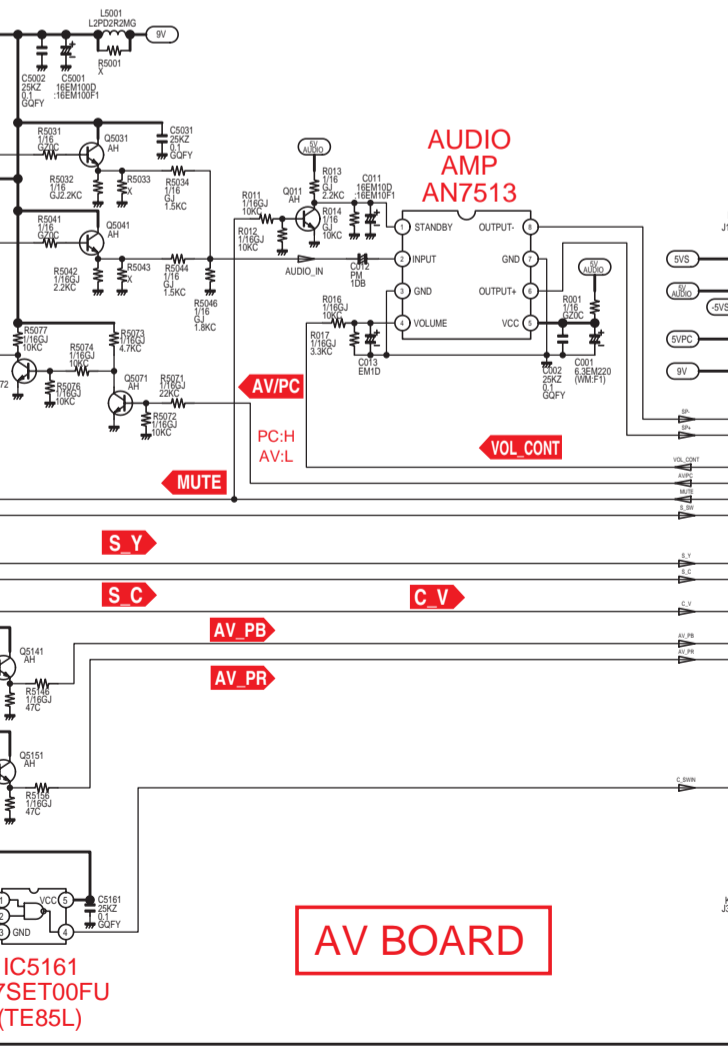 L5001
L2PD2R2MG
9V
R5001
X
C5002
25KZ
0.1
GQFY
C5001
16EM100D
:16EM100F1
R5031
1/16
GZ0C
Q5031
AH
C5031
25KZ
0.1
GQFY
R5032
1/16
GJ2.2KC
R5033
X
R5034
1/16
GJ
1.5KC
R5041
1/16
GZ0C
Q5041
AH
R5042
1/16GJ
2.2KC
R5043
X
R5044
1/16
GJ
1.5KC
R5046
1/16
GJ
1.8KC
5V
AUDIO
R013
1/16
GJ
2.2KC
C011
16EM10D
:16EM10F1
R011
1/16GJ
10KC
Q011
AH
R014
1/16
GJ
10KC
R012
1/16GJ
10KC
AUDIO_IN
C012
PM
1DB
R016
1/16GJ
10KC
R017
1/16GJ
3.3KC
C013
EM1D
AUDIO
AMP
AN7513
1 STANDBY
2 INPUT
3 GND
4 VOLUME
OUTPUT- 8
GND 7
OUTPUT+ 6
VCC 5
5V
AUDIO
R001
1/16
GZ0C
C002
25KZ
0.1
GQFY
C001
6.3EM220
(WM:F1)
J1
5VS
5V
AUDIO
-5VS
5VPC
9V
R5077
1/16GJ
10KC
R5074
1/16GJ
10KC
R5073
1/16GJ
4.7KC
72
R5076
1/16GJ
10KC
Q5071
AH
R5071
1/16GJ
22KC
R5072
1/16GJ
10KC
AV/PC
PC:H
AV:L
VOL_CONT
MUTE
SP-
SP+
VOL_CONT
AV/PC
MUTE
S_SW
S_Y
S_Y
S_C
S_C
C_V
C_V
AV_PB
AV_PB
AV_PR
AV_PR
Q5141
AH
R5146
1/16GJ
47C
Q5151
AH
R5156
1/16GJ
47C
C_SWIN
1
2
3 GND
VCC 5
4
C5161
25KZ
0.1
GQFY
IC5161
7SET00FU
(TE85L)
AV BOARD